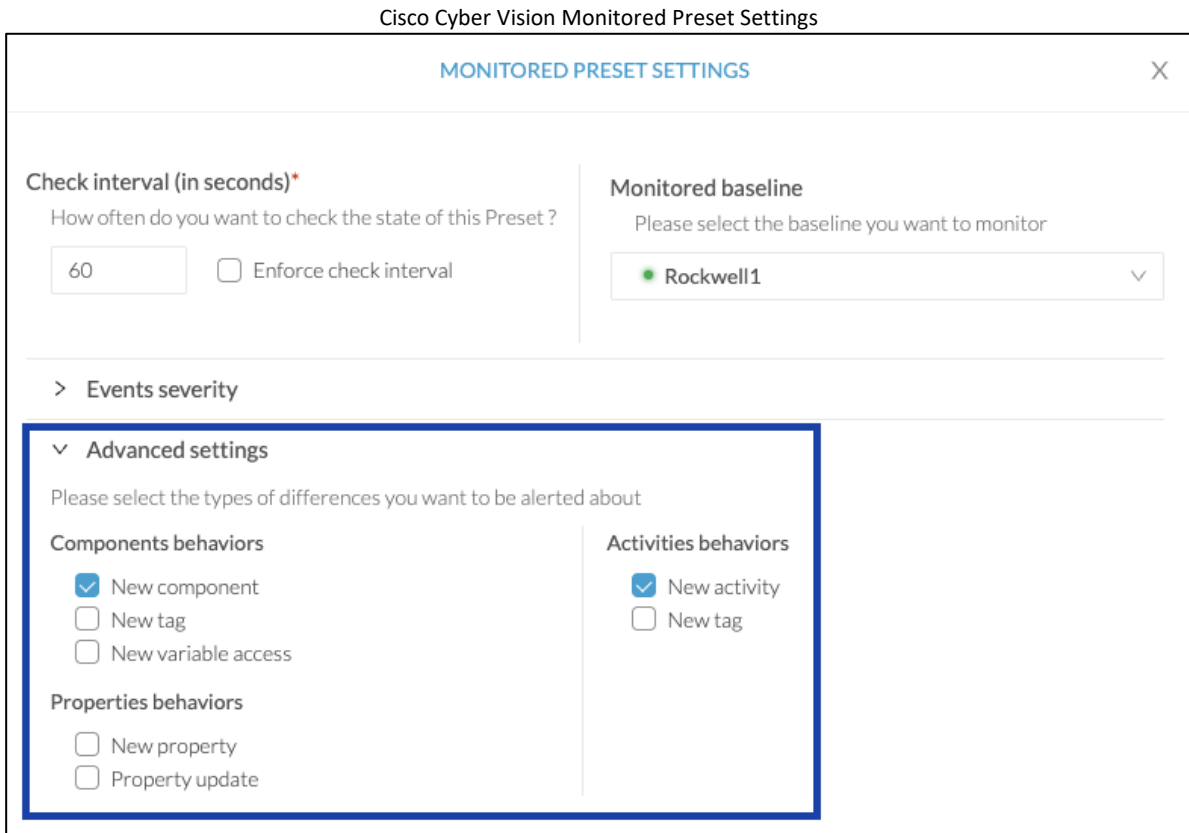 Cisco Cyber Vision Monitored Preset Settings
MONITORED PRESET SETTINGS
X
Check interval (in seconds)*
How often do you want to check the state of this Preset ?
60
Enforce check interval
Monitored baseline
Please select the baseline you want to monitor
Rockwell1
> Events severity
Advanced settings
Please select the types of differences you want to be alerted about
Components behaviors
New component
New tag
New variable access
Properties behaviors
New property
Property update
Activities behaviors
New activity
New tag